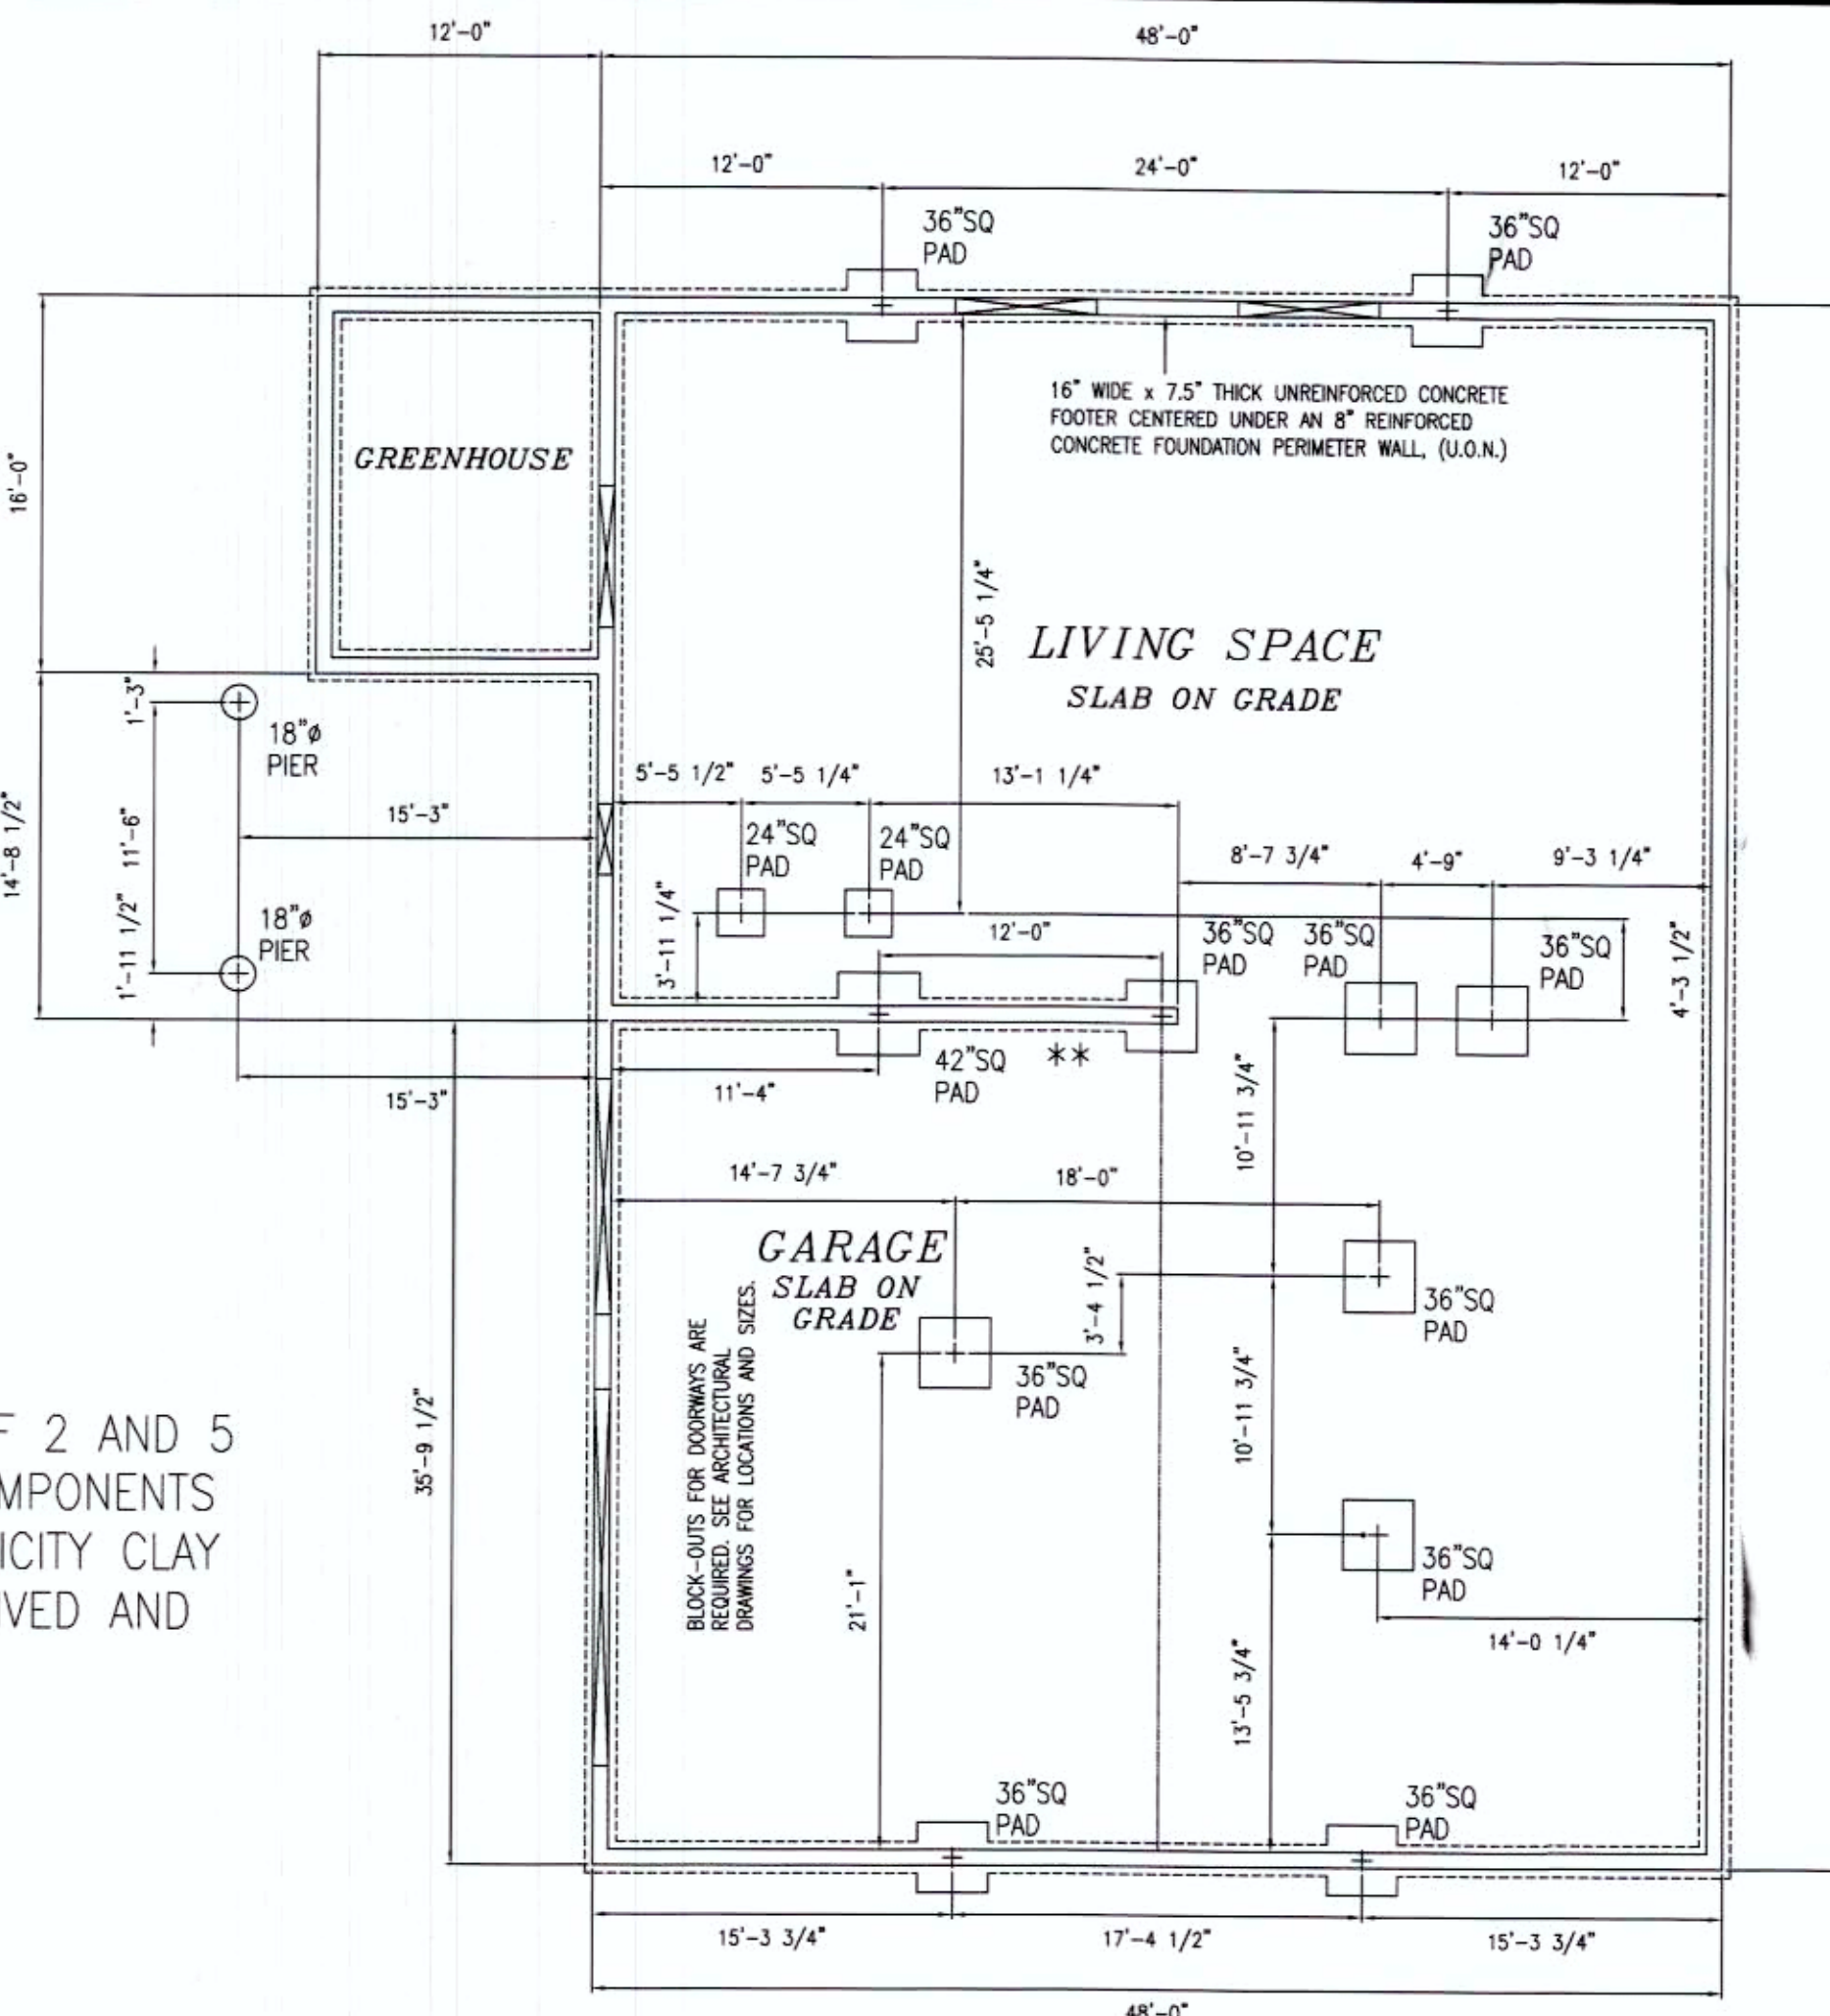 12'-0"
48'-0"
12'-0"
24'-0"
12'-0"
36"SQ
PAD
36"SQ
PAD
16" WIDE x 7.5" THICK UNREINFORCED CONCRETE
FOOTER CENTERED UNDER AN 8" REINFORCED
CONCRETE FOUNDATION PERIMETER WALL, (U.O.N.)
GREENHOUSE
16'-0"
25'-5 1/4"
LIVING SPACE
SLAB ON GRADE
1'-3"
18"ø
PIER
14'-8 1/2"
11'-6"
15'-3"
5'-5 1/2"
5'-5 1/4"
13'-1 1/4"
24"SQ
PAD
24"SQ
PAD
8'-7 3/4"
4'-9"
9'-3 1/4"
1'-11 1/2"
18"ø
PIER
3'-11 1/4"
12'-0"
36"SQ
PAD
36"SQ
PAD
36"SQ
PAD
4'-3 1/2"
42"SQ
PAD
**
15'-3"
11'-4"
10'-11 3/4"
14'-7 3/4"
18'-0"
GARAGE
SLAB ON
GRADE
3'-4 1/2"
36"SQ
PAD
36"SQ
PAD
BLOCK-OUTS FOR DOORWAYS ARE
REQUIRED. SEE ARCHITECTURAL
DRAWINGS FOR LOCATIONS AND SIZES.
35'-9 1/2"
10'-11 3/4"
F 2 AND 5
MPONENTS
ICITY CLAY
VED AND
21'-1"
36"SQ
PAD
14'-0 1/4"
13'-5 3/4"
36"SQ
PAD
36"SQ
PAD
15'-3 3/4"
17'-4 1/2"
15'-3 3/4"
48'-0"